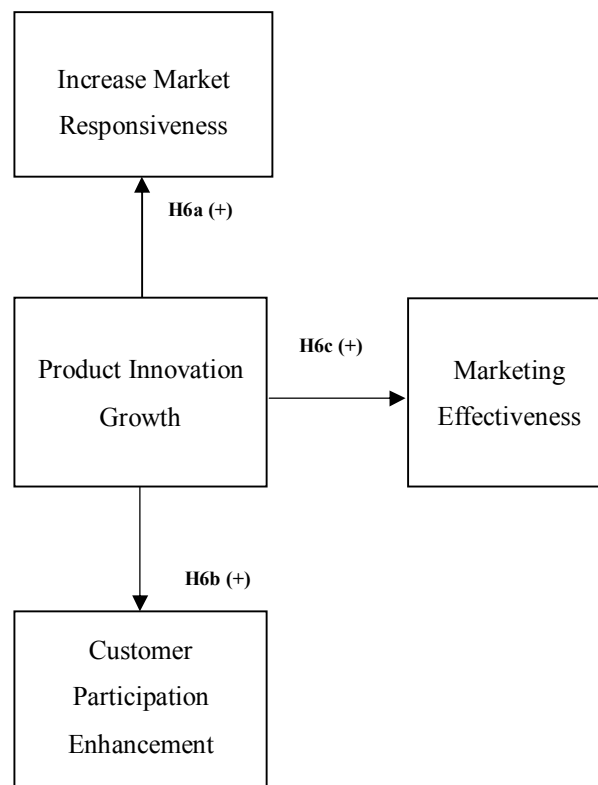 Increase Market
Responsiveness
H6a (+)
Product Innovation
Growth
H6c (+)
Marketing
Effectiveness
H6b (+)
Customer
Participation
Enhancement